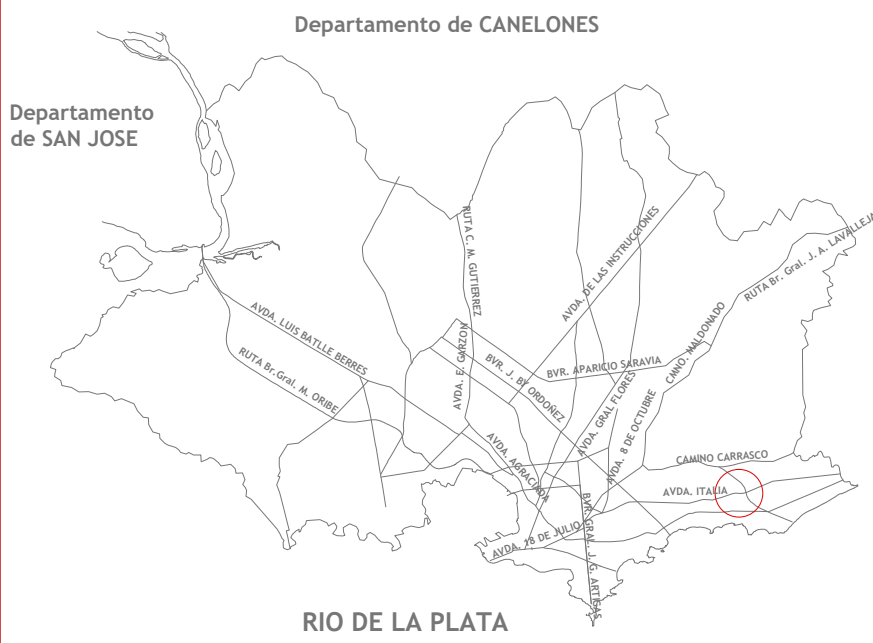 Departamento de CANELONES
Departamento
de SAN JOSE
RUTA C. M. GUTIERREZ
AVDA. DE LAS INSTRUCCIONES
RUTA Br. Gral. J. A. LAVALLEJA
AVDA. LUIS BATLLE BERRES
RUTA Br.Gral. M. ORIBE
AVDA. E. GARZON
BVR. J. BY ORDOÑEZ
BVR. APARICIO SARAVIA
CMNO. MALDONADO
AVDA. GRAL FLORES
AVDA. 8 DE OCTUBRE
AVDA. AGRACIADA
CAMINO CARRASCO
AVDA. ITALIA
BVR. GRAL. J. G. ARTIGAS
AVDA. 18 DE JULIO
RIO DE LA PLATA